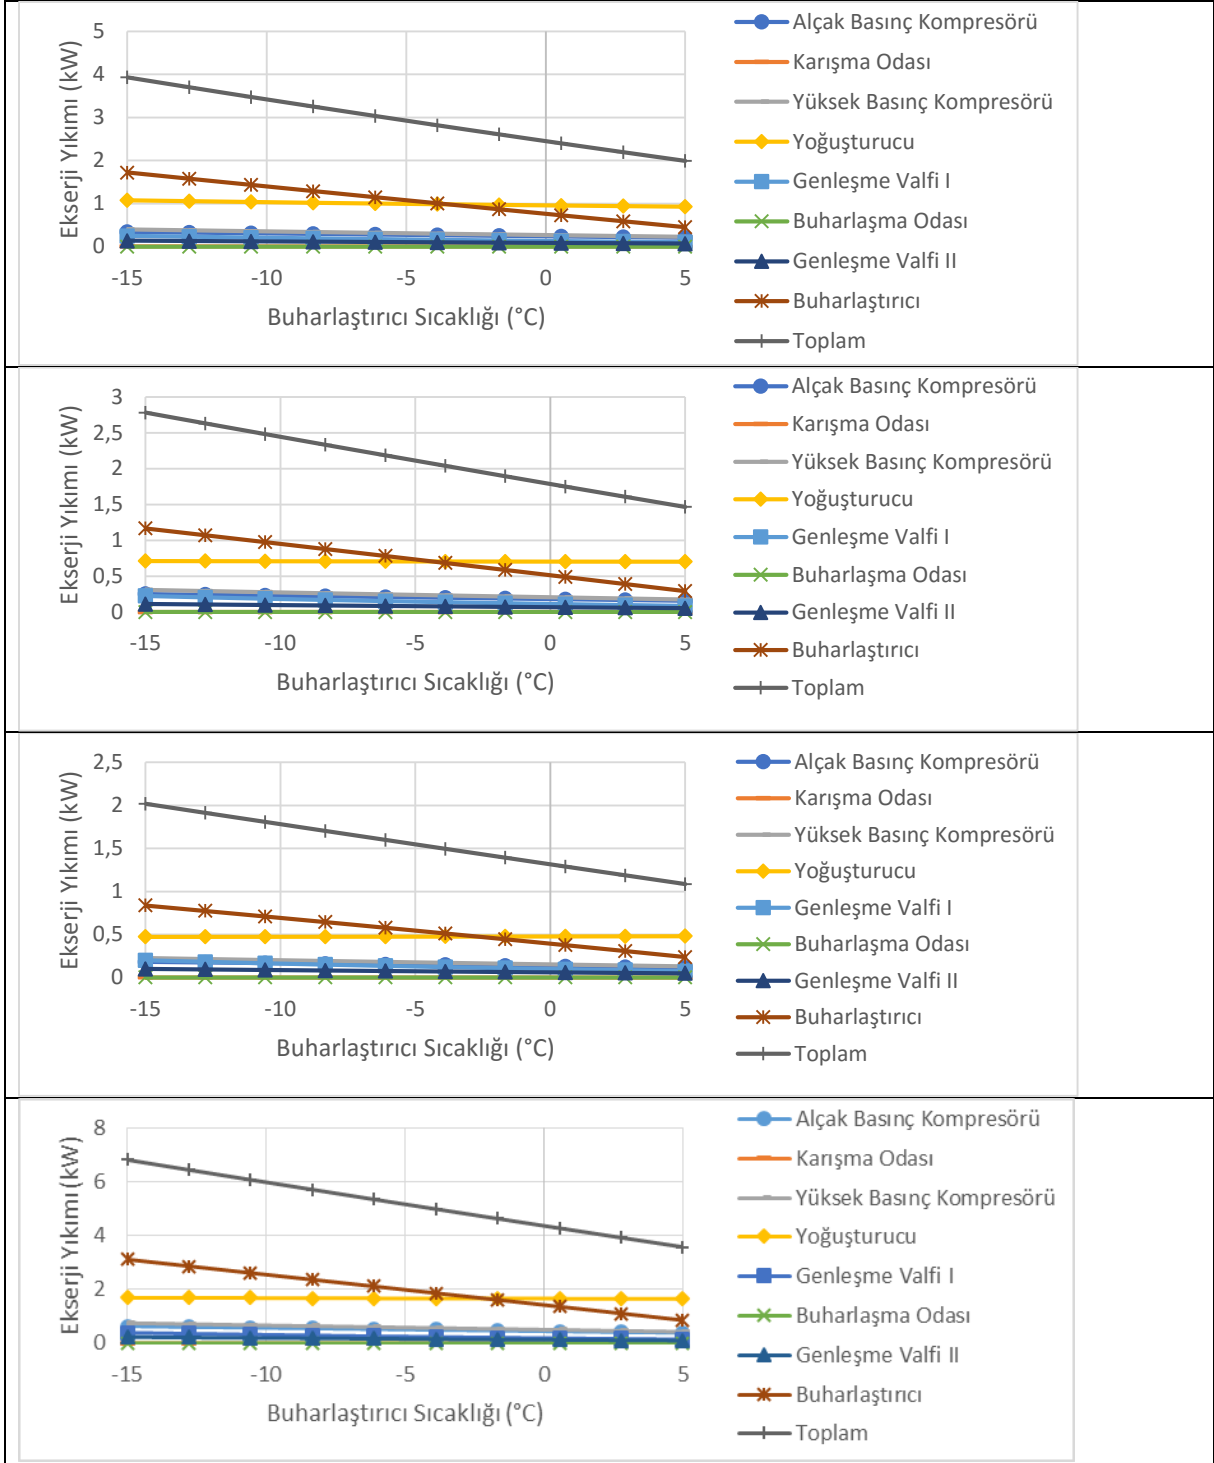 5
4
3
2
1
0
-15
-10
-5
0
5
Ekserji Yıkımı (kW)
Buharlaştırıcı Sıcaklığı (°C)
Alçak Basınç Kompresörü
Karışma Odası
Yüksek Basınç Kompresörü
Yoğuşturucu
Genleşme Valfi I
Buharlaşma Odası
Genleşme Valfi II
Buharlaştırıcı
Toplam
3
2,5
2
1,5
1
0,5
0
-15
-10
-5
0
5
Ekserji Yıkımı (kW)
Buharlaştırıcı Sıcaklığı (°C)
Alçak Basınç Kompresörü
Karışma Odası
Yüksek Basınç Kompresörü
Yoğuşturucu
Genleşme Valfi I
Buharlaşma Odası
Genleşme Valfi II
Buharlaştırıcı
Toplam
2,5
2
1,5
1
0,5
0
-15
-10
-5
0
5
Ekserji Yıkımı (kW)
Buharlaştırıcı Sıcaklığı (°C)
Alçak Basınç Kompresörü
Karışma Odası
Yüksek Basınç Kompresörü
Yoğuşturucu
Genleşme Valfi I
Buharlaşma Odası
Genleşme Valfi II
Buharlaştırıcı
Toplam
8
6
4
2
0
-15
-10
-5
0
5
Ekserji Yıkımı (kW)
Buharlaştırıcı Sıcaklığı (°C)
Alçak Basınç Kompresörü
Karışma Odası
Yüksek Basınç Kompresörü
Yoğuşturucu
Genleşme Valfi I
Buharlaşma Odası
Genleşme Valfi II
Buharlaştırıcı
Toplam